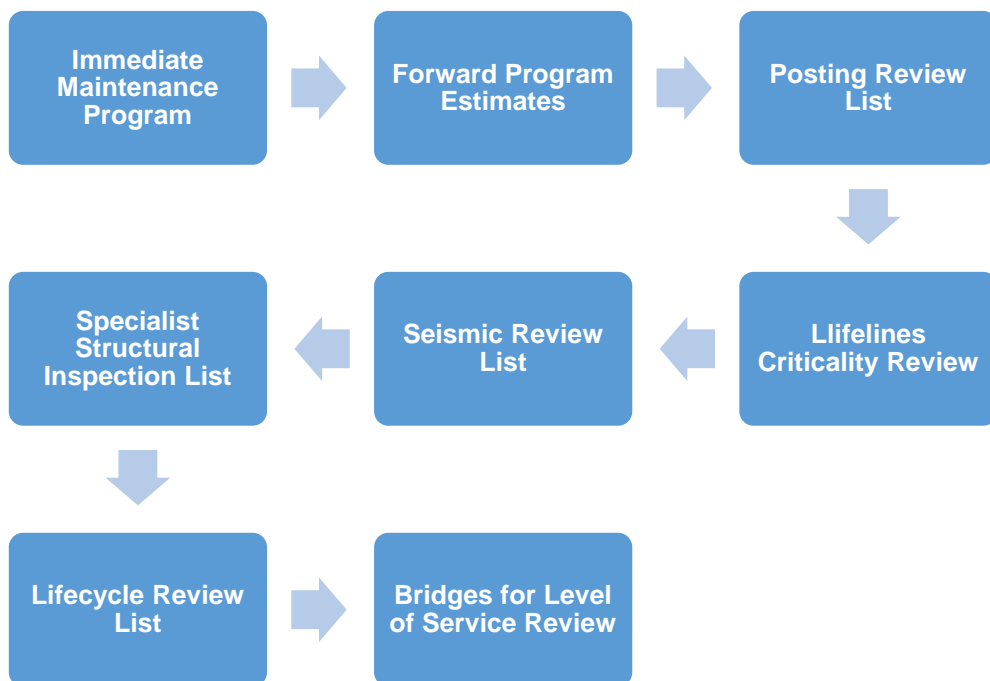 Immediate
Maintenance
Program
Forward Program
Estimates
Posting Review
List
Llifelines
Criticality Review
Seismic Review
List
Specialist
Structural
Inspection List
Lifecycle Review
List
Bridges for Level
of Service Review